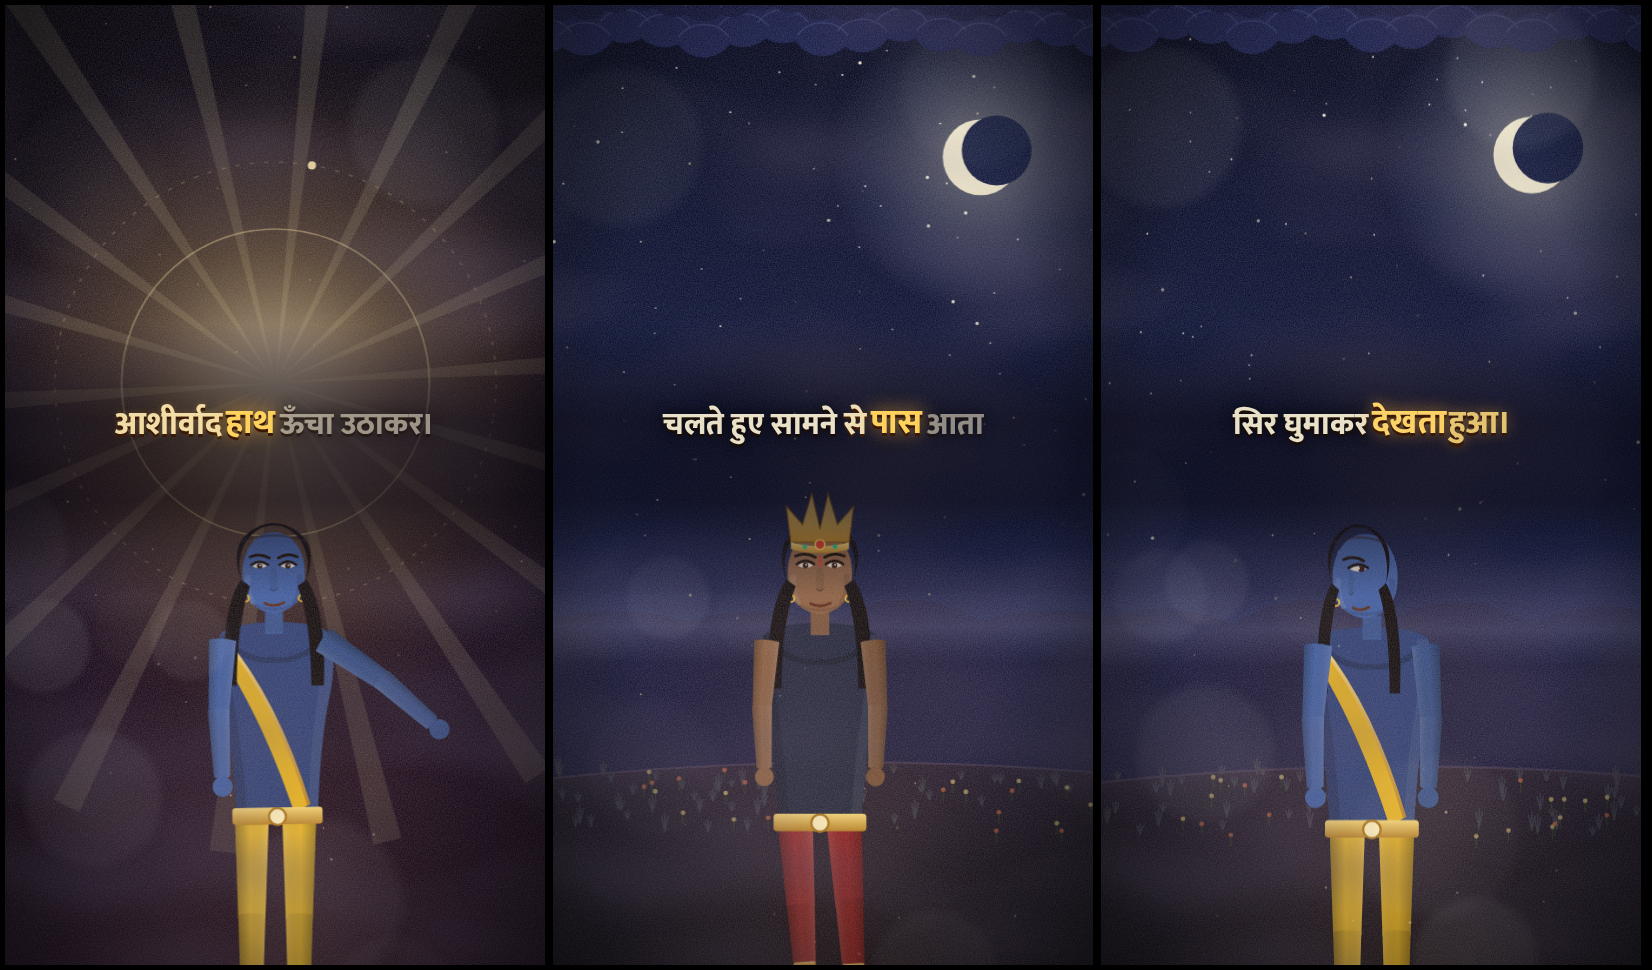 आशीर्वाद हाथ ऊँचा उठाकर।
चलते हुए सामने से पास आता
सिर घुमाकर देखता हुआ।